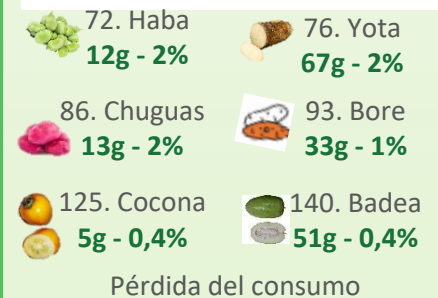 72. Haba
12g - 2%
76. Yota
67g - 2%
86. Chuguas
13g - 2%
93. Bore
33g - 1%
125. Cocona
5g - 0,4%
140. Badea
51g - 0,4%
Pérdida del consumo